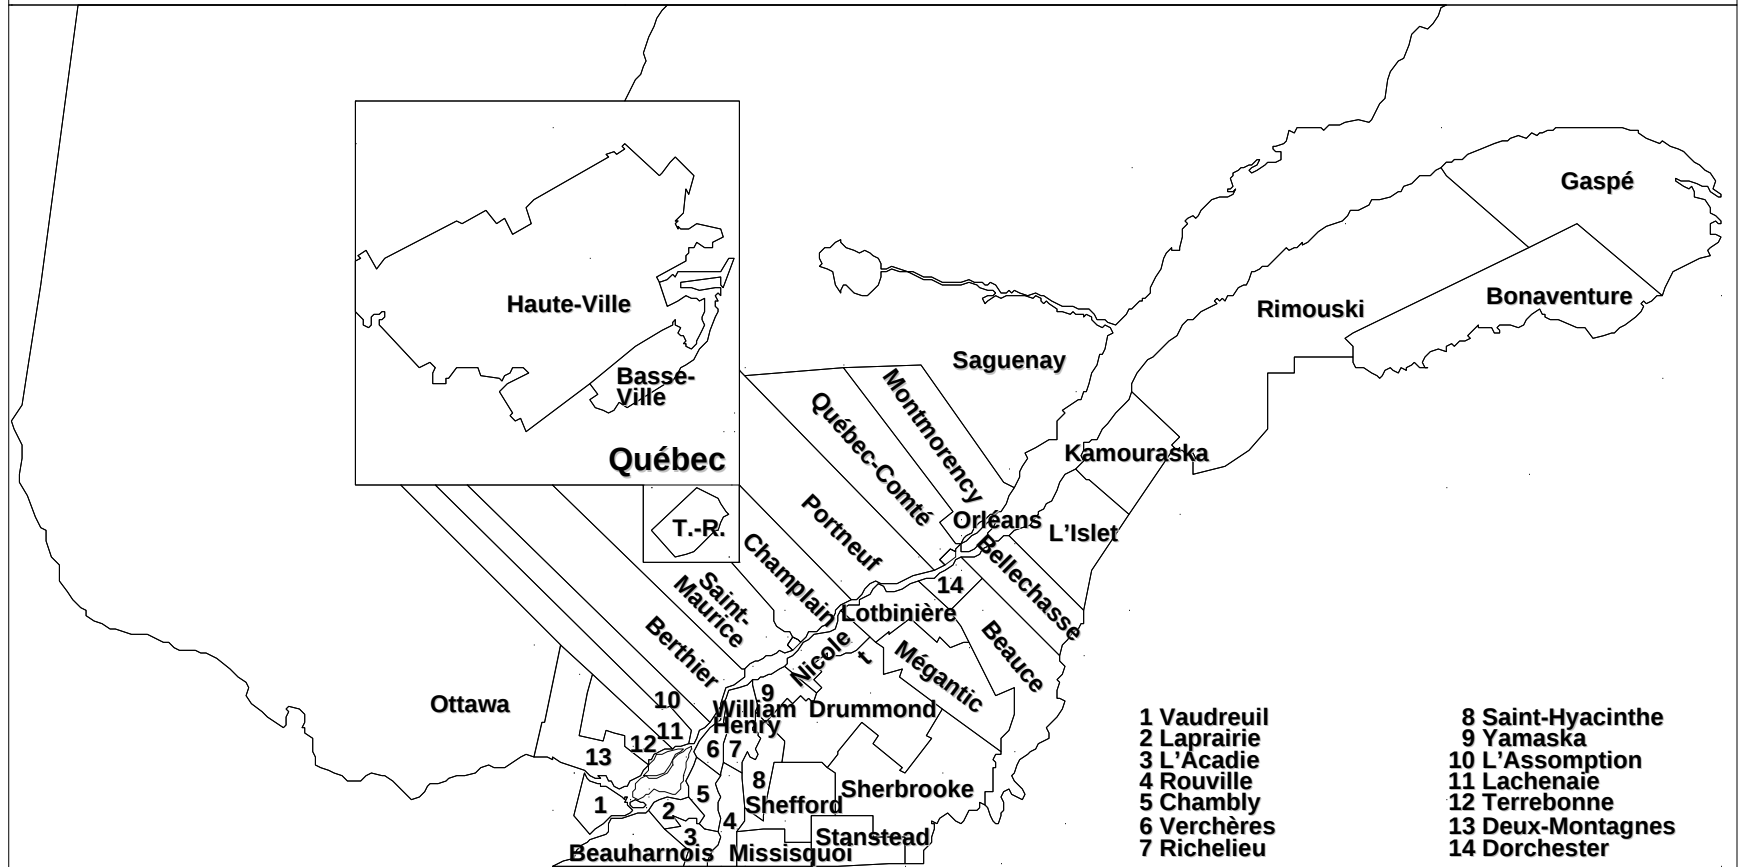 Gaspé
Bonaventure
Rimouski
Haute-Ville
Saguenay
Basse-
Ville
Québec
Montmorency
Québec-Comté
Kamouraska
Orléans
L'Islet
T.-R.
Portneuf
Champlain
Bellechasse
14
Saint-
Maurice
Lotbinière
Berthier
Nicole
t
Mégantic
Beauce
Ottawa
10
9
William
Henry
Drummond
11
12
13
6
7
8
Sherbrooke
5
Shefford
1
2
4
3
Stanstead
Beauharnois
Missisquoi
1 Vaudreuil
2 Laprairie
3 L'Acadie
4 Rouville
5 Chambly
6 Verchères
7 Richelieu
8 Saint-Hyacinthe
9 Yamaska
10 L'Assomption
11 Lachenaie
12 Terrebonne
13 Deux-Montagnes
14 Dorchester